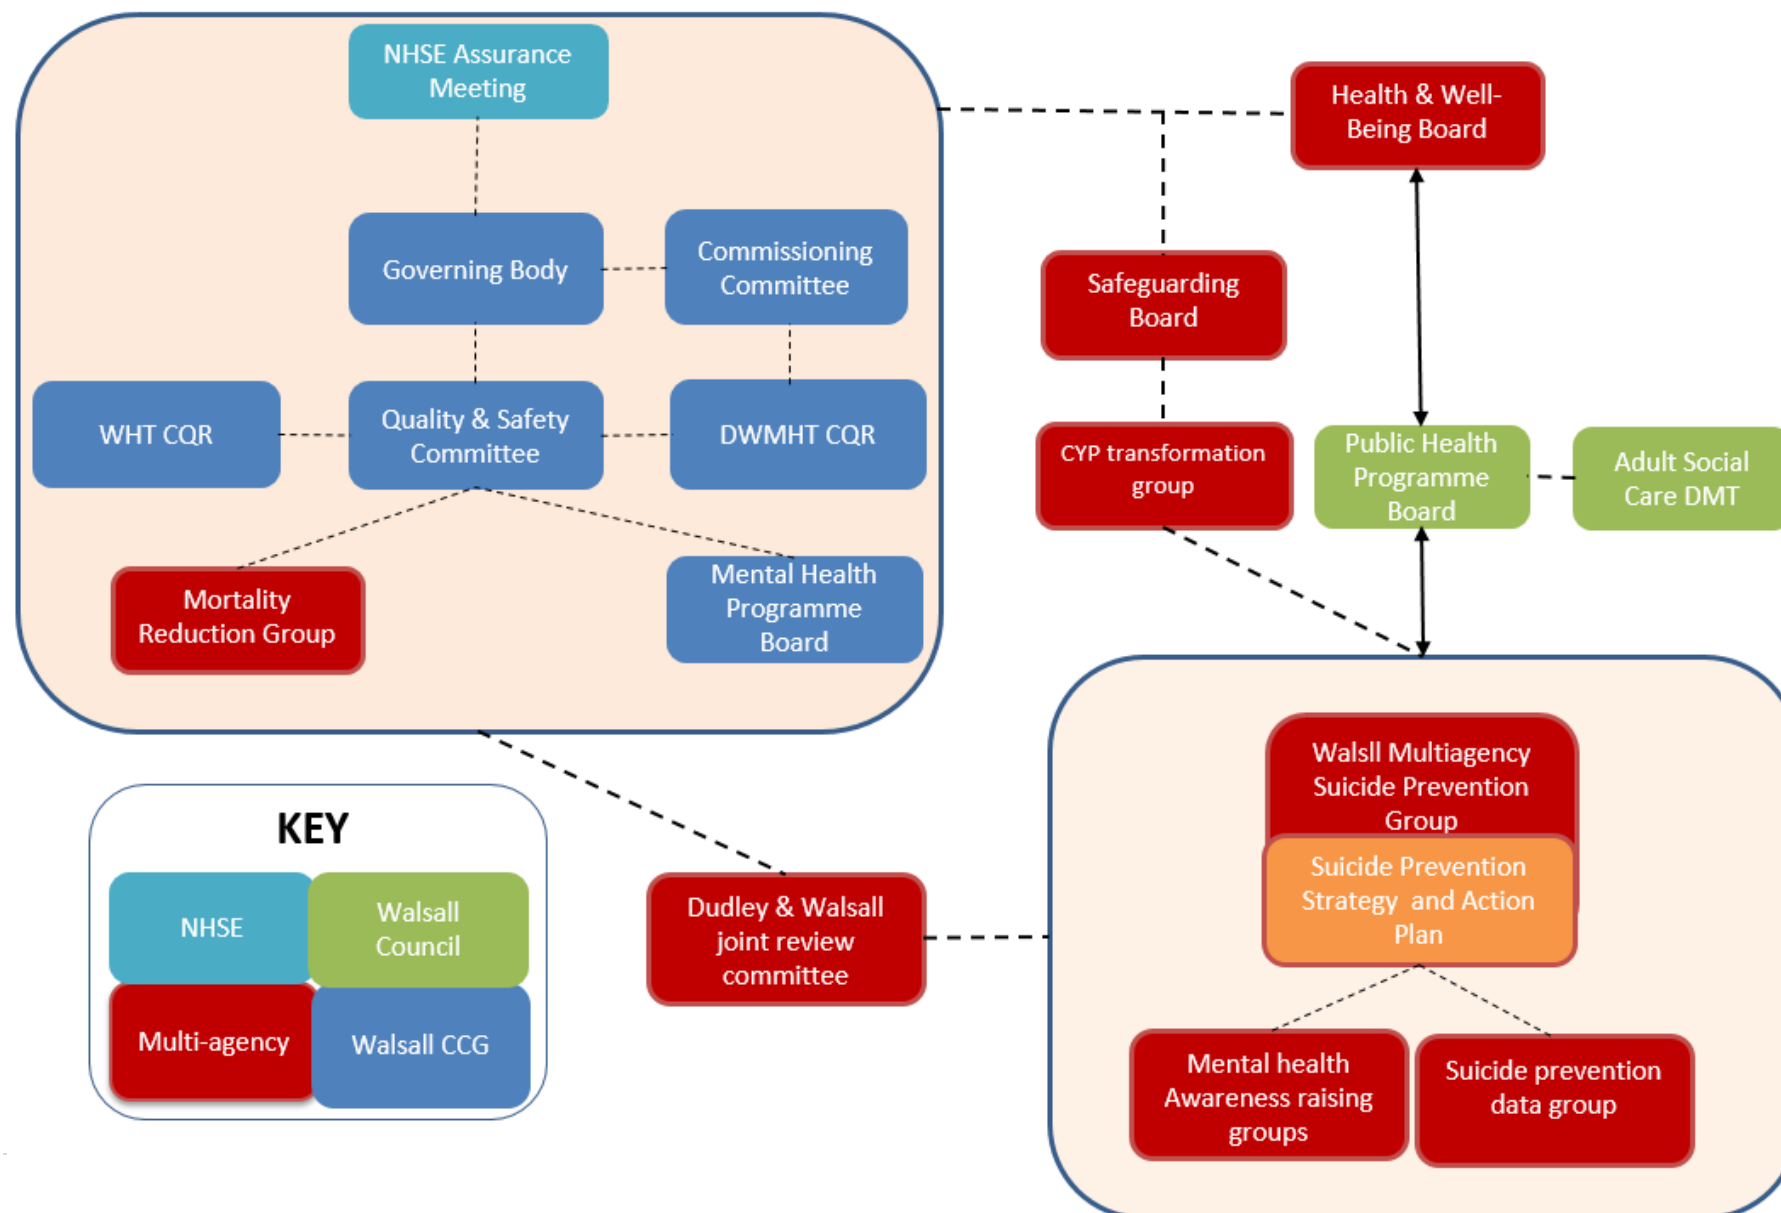 NHSE Assurance
Meeting
Health & Well-
Being Board
Governing Body
Commissioning
Committee
Safeguarding
Board
WHT CQR
Quality & Safety
Committee
DWMHT CQR
CYP transformation
group
Public Health
Programme
Board
Adult Social
Care DMT
Mortality
Reduction Group
Mental Health
Programme
Board
Walsll Multiagency
Suicide Prevention
Group
Suicide Prevention
Strategy and Action
Plan
KEY
NHSE
Walsall
Council
Multi-agency
Walsall CCG
Dudley & Walsall
joint review
committee
Mental health
Awareness raising
groups
Suicide prevention
data group